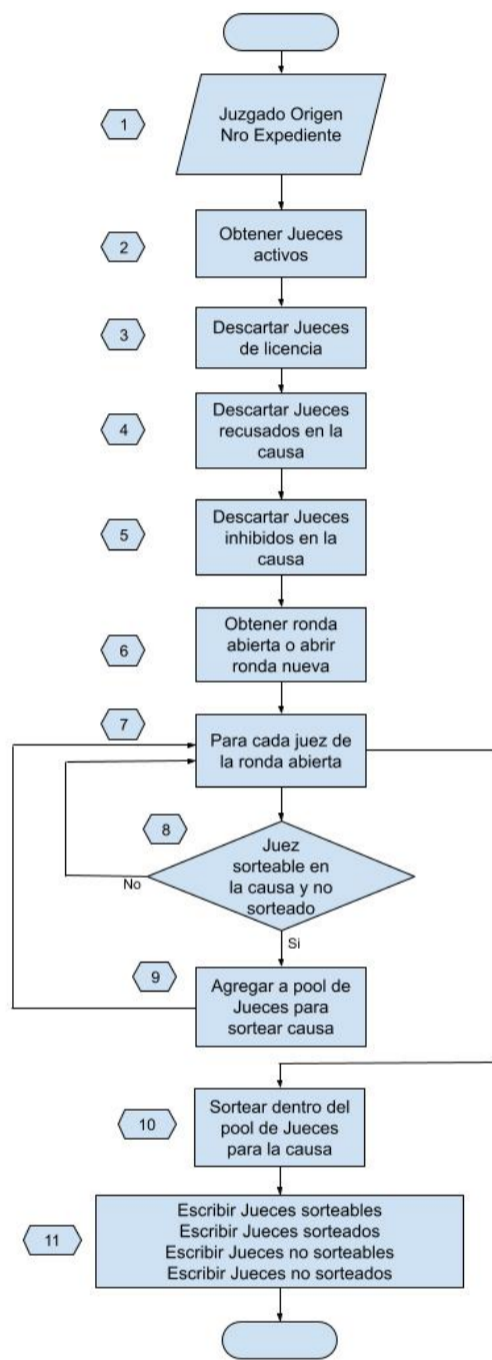 1
Juzgado Origen
Nro Expediente
2
Obtener Jueces
activos
3
Descartar Jueces
de licencia
4
Descartar Jueces
recusados en la
causa
5
Descartar Jueces
inhibidos en la
causa
6
Obtener ronda
abierta o abrir
ronda nueva
7
Para cada juez de
la ronda abierta
8
Juez
sorteable en
la causa y no
sorteado
No
Si
9
Agregar a pool de
Jueces para
sortear causa
10
Sortear dentro del
pool de Jueces
para la causa
11
Escribir Jueces sorteables
Escribir Jueces sorteados
Escribir Jueces no sorteables
Escribir Jueces no sorteados